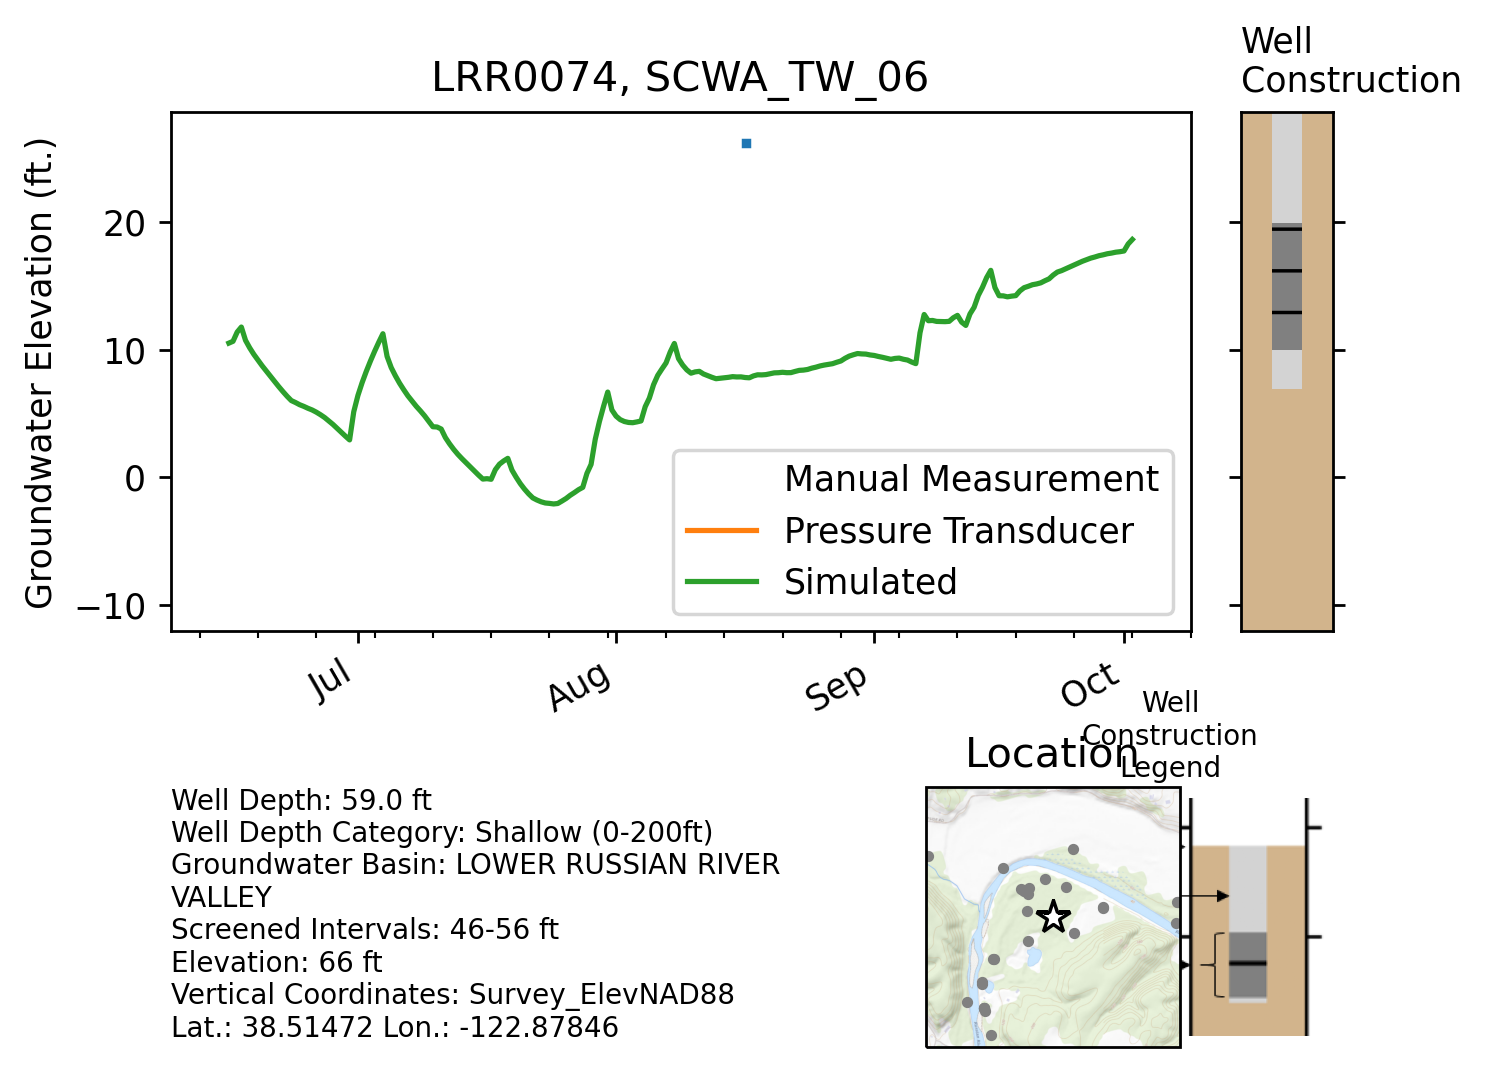 Well
Construction
LRR0074, SCWA_TW_06
Groundwater Elevation (ft.)
20
10
0
−10
Manual Measurement
Pressure Transducer
Simulated
Jul
Aug
Sep
Oct
Well
Construction
Legend
Location
Well Depth: 59.0 ft
Well Depth Category: Shallow (0-200ft)
Groundwater Basin: LOWER RUSSIAN RIVER
VALLEY
Screened Intervals: 46-56 ft
Elevation: 66 ft
Vertical Coordinates: Survey_ElevNAD88
Lat.: 38.51472 Lon.: -122.87846